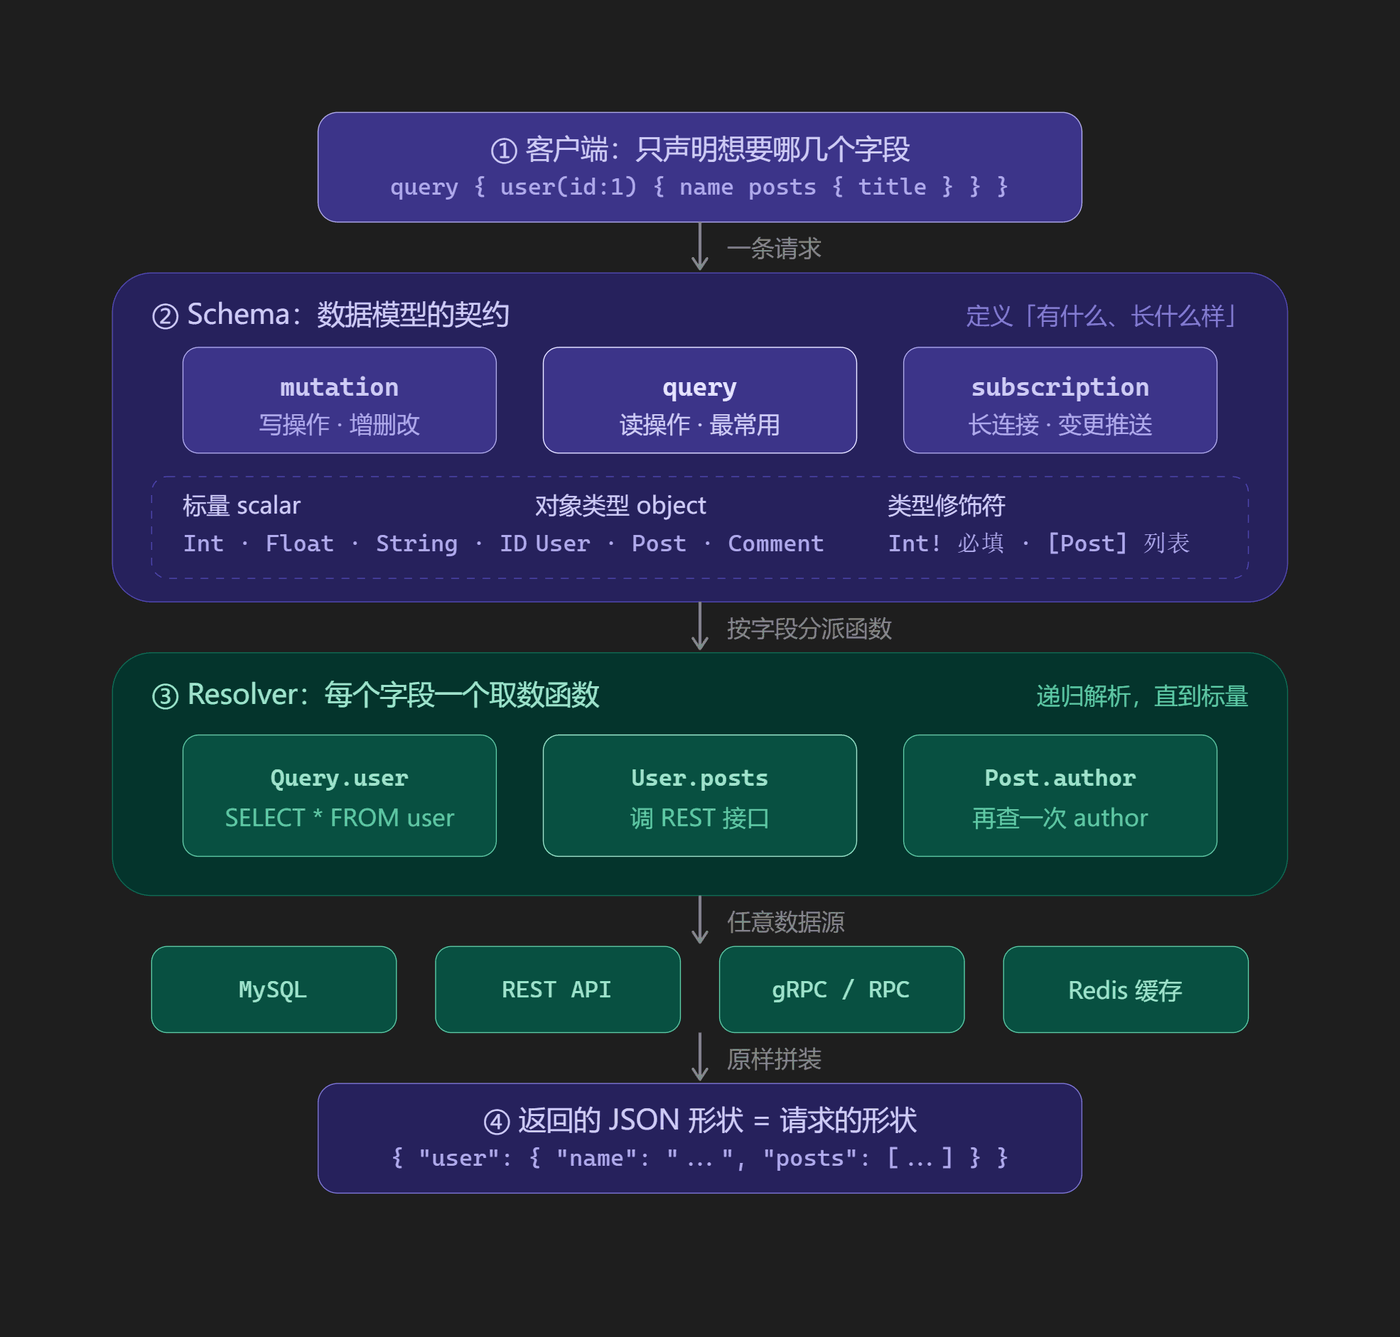 ① 客户端：只声明想要哪几个字段
query { user(id:1) { name posts { title } } }
一条请求
② Schema：数据模型的契约
定义「有什么、长什么样」
mutation
写操作 · 增删改
query
读操作 · 最常用
subscription
长连接 · 变更推送
标量 scalar
Int · Float · String · ID
对象类型 object
User · Post · Comment
类型修饰符
Int! 必填 · [Post] 列表
按字段分派函数
③ Resolver：每个字段一个取数函数
递归解析，直到标量
Query.user
SELECT * FROM user
User.posts
调 REST 接口
Post.author
再查一次 author
任意数据源
MySQL
REST API
gRPC / RPC
Redis 缓存
原样拼装
④ 返回的 JSON 形状 = 请求的形状
{ "user": { "name": "…", "posts": […] } }